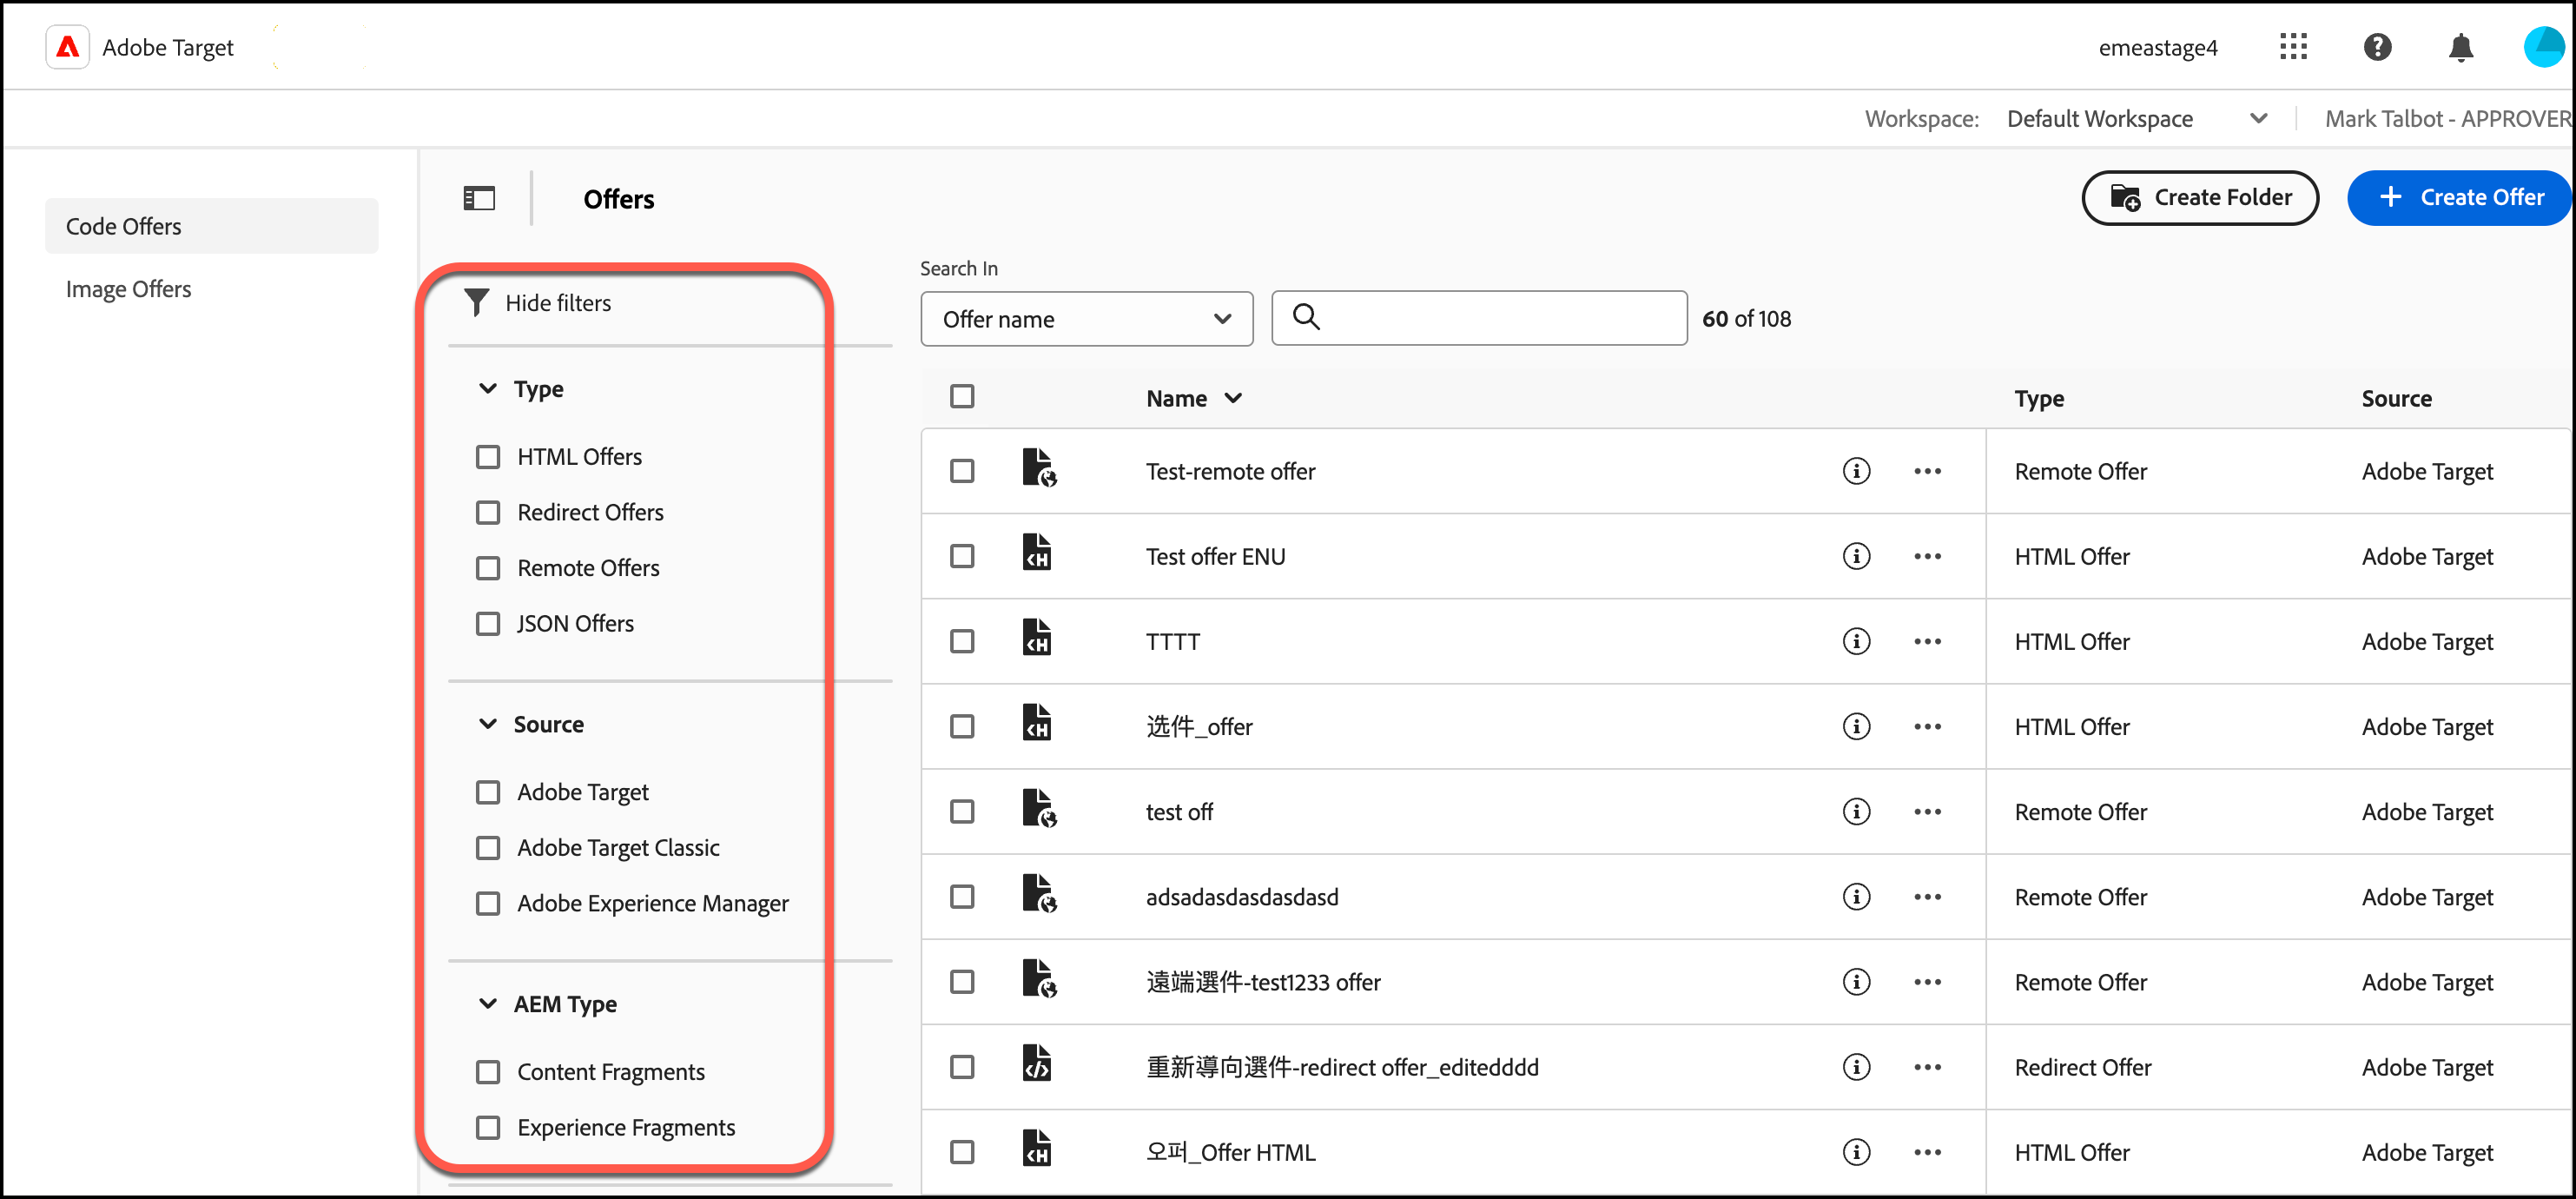 Adobe Target
emeastage4
Workspace: Default Workspace
Mark Talbot - APPROVER
Code Offers
Image Offers
Offers
Create Folder
Create Offer
Hide filters
Type
HTML Offers
Redirect Offers
Remote Offers
JSON Offers
Source
Adobe Target
Adobe Target Classic
Adobe Experience Manager
AEM Type
Content Fragments
Experience Fragments
Search In
Offer name
60 of 108
Name Type Source
Test-remote offer Remote Offer Adobe Target
Test offer ENU HTML Offer Adobe Target
TTTT HTML Offer Adobe Target
选件_offer HTML Offer Adobe Target
test off Remote Offer Adobe Target
adsadasdasdasdasd Remote Offer Adobe Target
遠端選件-test1233 offer Remote Offer Adobe Target
重新導向選件-redirect offer_editedddd Redirect Offer Adobe Target
오퍼_Offer HTML HTML Offer Adobe Target